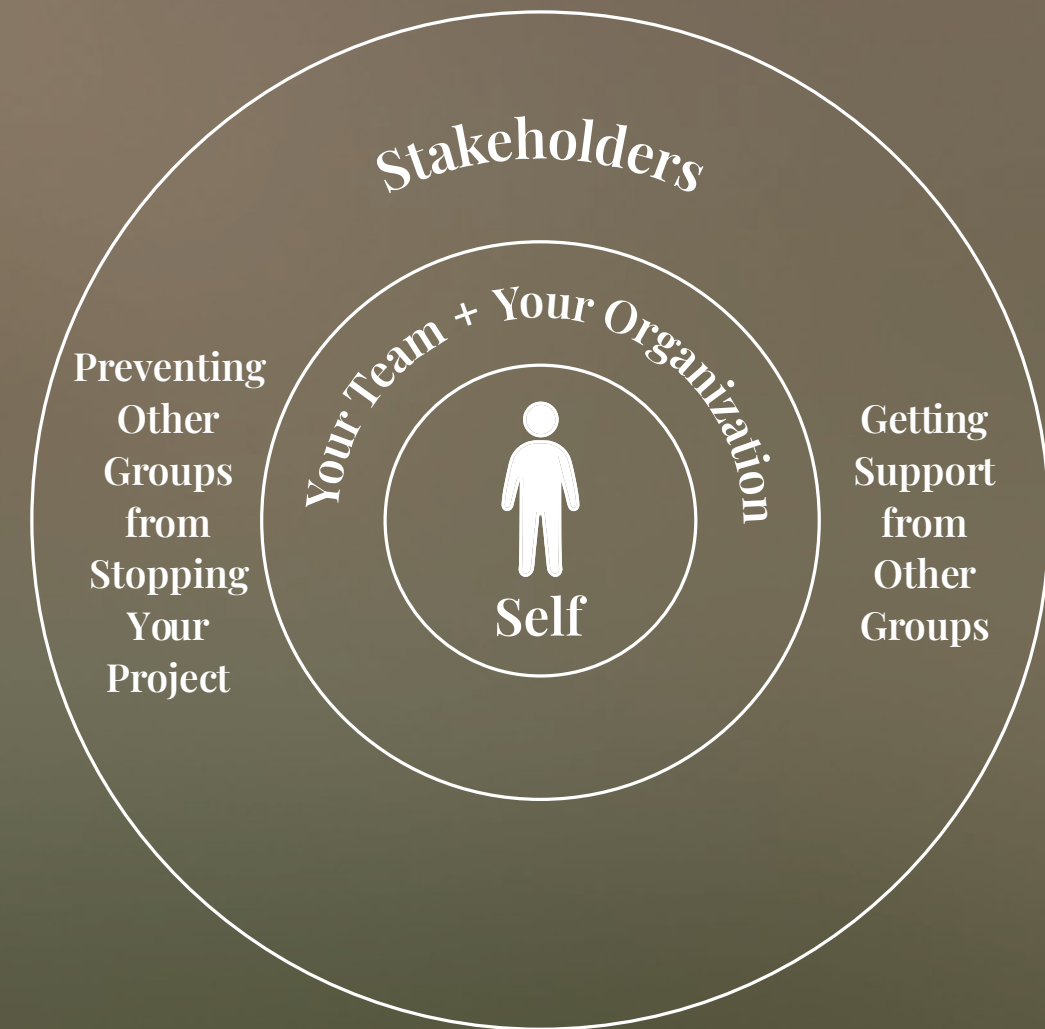 Stakeholders
Your Team + Your Organization
Preventing
Other
Groups
from
Stopping
Your
Project
Getting
Support
from
Other
Groups
Self